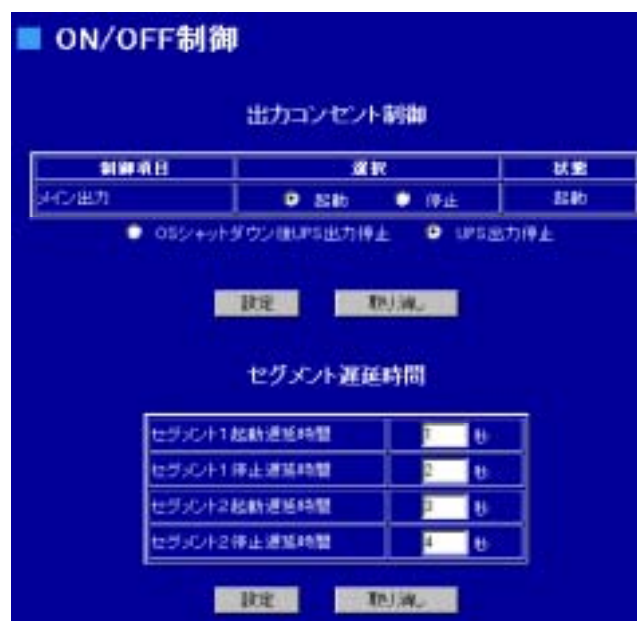 ON/OFF制御
出力コンセント制御
制御項目 選択 状態
メイン出力 起動 停止 起動
OSシャットダウン後UPS出力停止 UPS出力停止
設定 取り消し
セグメント遅延時間
セグメント1起動遅延時間 1 秒
セグメント1停止遅延時間 2 秒
セグメント2起動遅延時間 3 秒
セグメント2停止遅延時間 4 秒
設定 取り消し